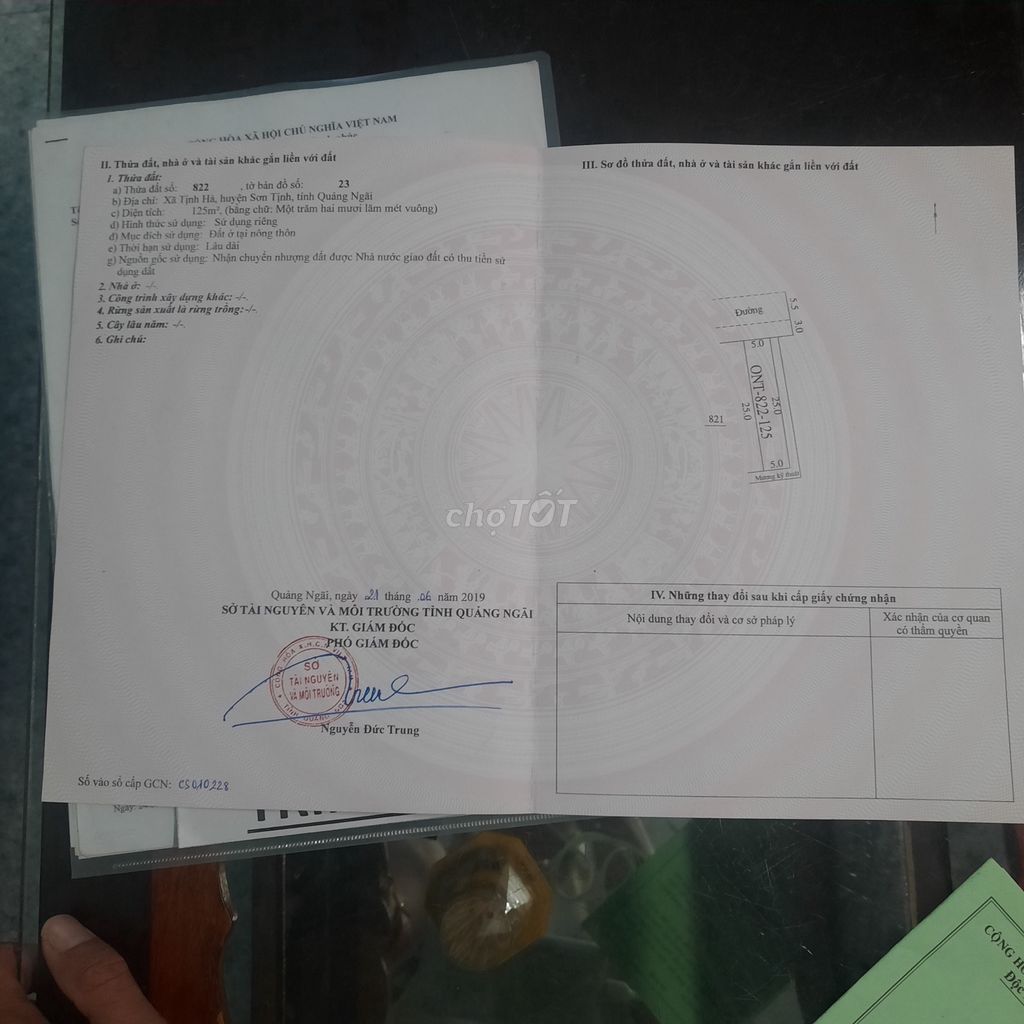 CỘNG HÒA XÃ HỘI CHỦ NGHĨA VIỆT NAM
II. Thửa đất, nhà ở và tài sản khác gắn liền với đất
1. Thửa đất:
a) Thửa đất số: 822 , tờ bản đồ số: 23
b) Địa chỉ: Xã Tịnh Hà, huyện Sơn Tịnh, tỉnh Quảng Ngãi
c) Diện tích: 125m², (bằng chữ: Một trăm hai mươi lăm mét vuông)
d) Hình thức sử dụng: Sử dụng riêng
đ) Mục đích sử dụng: Đất ở tại nông thôn
e) Thời hạn sử dụng: Lâu dài
g) Nguồn gốc sử dụng: Nhận chuyển nhượng đất được Nhà nước giao đất có thu tiền sử
dụng đất
2. Nhà ở: -/-.
3. Công trình xây dựng khác: -/-.
4. Rừng sản xuất là rừng trồng:-/-.
5. Cây lâu năm: -/-.
6. Ghi chú:
Quảng Ngãi, ngày 21 tháng .06 năm 2019
SỞ TÀI NGUYÊN VÀ MÔI TRƯỜNG TỈNH QUẢNG NGÃI
KT. GIÁM ĐỐC
PHÓ GIÁM ĐỐC
SỞ
TÀI NGUYÊN
VÀ MÔI TRƯỜNG
Nguyễn Đức Trung
Số vào sổ cấp GCN: CS010228
III. Sơ đồ thửa đất, nhà ở và tài sản khác gắn liền với đất
Đường
5.5
3.0
5.0
ONT-822-125
25.0
25.0
821
5.0
Mương kỹ thuật
IV. Những thay đổi sau khi cấp giấy chứng nhận
Nội dung thay đổi và cơ sở pháp lý
Xác nhận của cơ quan
có thẩm quyền
chợTỐT
Ngày:
CỘNG H
Độc